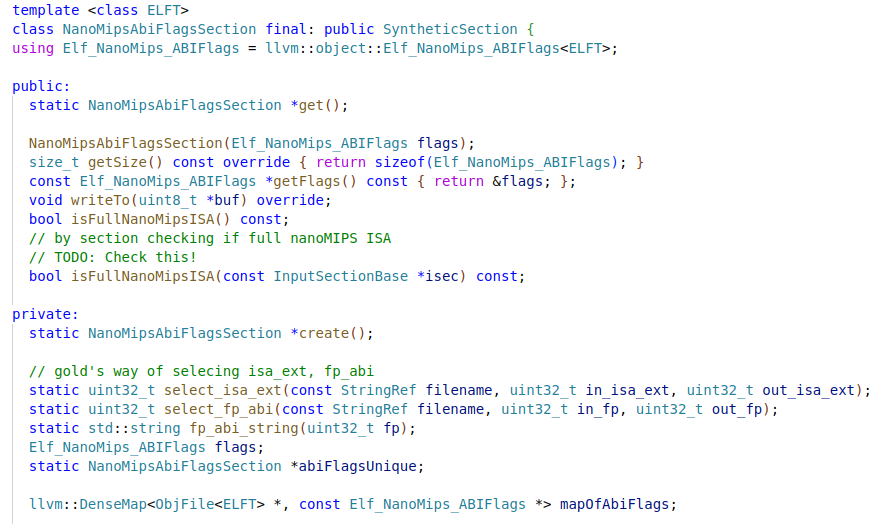 template <class ELFT>
class NanoMipsAbiFlagsSection final: public SyntheticSection {
using Elf_NanoMips_ABIFlags = llvm::object::Elf_NanoMips_ABIFlags<ELFT>;
public:
static NanoMipsAbiFlagsSection *get();
NanoMipsAbiFlagsSection(Elf_NanoMips_ABIFlags flags);
size_t getSize() const override { return sizeof(Elf_NanoMips_ABIFlags); }
const Elf_NanoMips_ABIFlags *getFlags() const { return &flags; };
void writeTo(uint8_t *buf) override;
bool isFullNanoMipsISA() const;
// by section checking if full nanoMIPS ISA
// TODO: Check this!
bool isFullNanoMipsISA(const InputSectionBase *isec) const;
private:
static NanoMipsAbiFlagsSection *create();
// gold's way of selecing isa_ext, fp_abi
static uint32_t select_isa_ext(const StringRef filename, uint32_t in_isa_ext, uint32_t out_isa_ext);
static uint32_t select_fp_abi(const StringRef filename, uint32_t in_fp, uint32_t out_fp);
static std::string fp_abi_string(uint32_t fp);
Elf_NanoMips_ABIFlags flags;
static NanoMipsAbiFlagsSection *abiFlagsUnique;
llvm::DenseMap<ObjFile<ELFT> *, const Elf_NanoMips_ABIFlags *> mapOfAbiFlags;